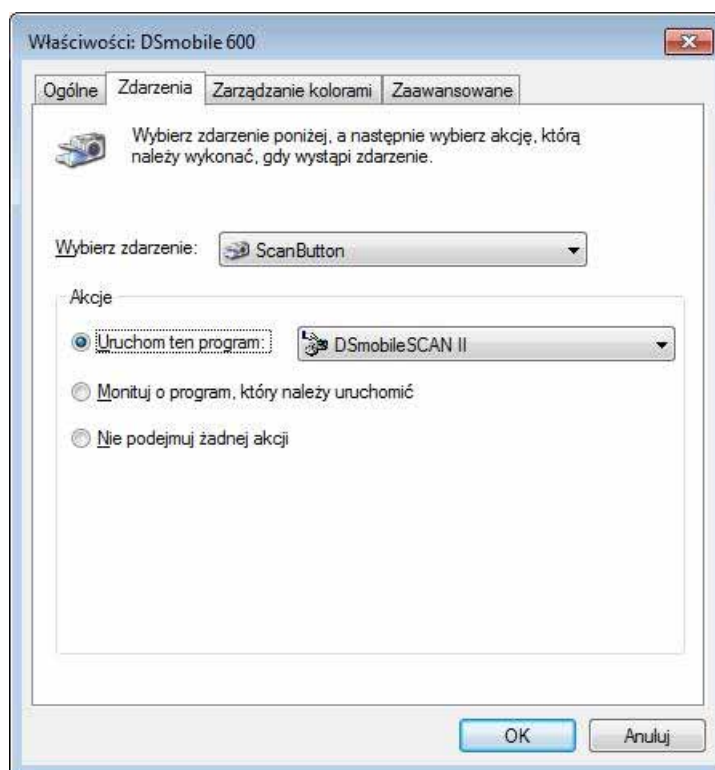 Właściwości: DSmobile 600
Ogólne Zdarzenia Zarządzanie kolorami Zaawansowane
Wybierz zdarzenie poniżej, a następnie wybierz akcję, którą
należy wykonać, gdy wystąpi zdarzenie.
Wybierz zdarzenie: ScanButton
Akcje
Uruchom ten program: DSmobileSCAN II
Monituj o program, który należy uruchomić
Nie podejmuj żadnej akcji
OK Anuluj